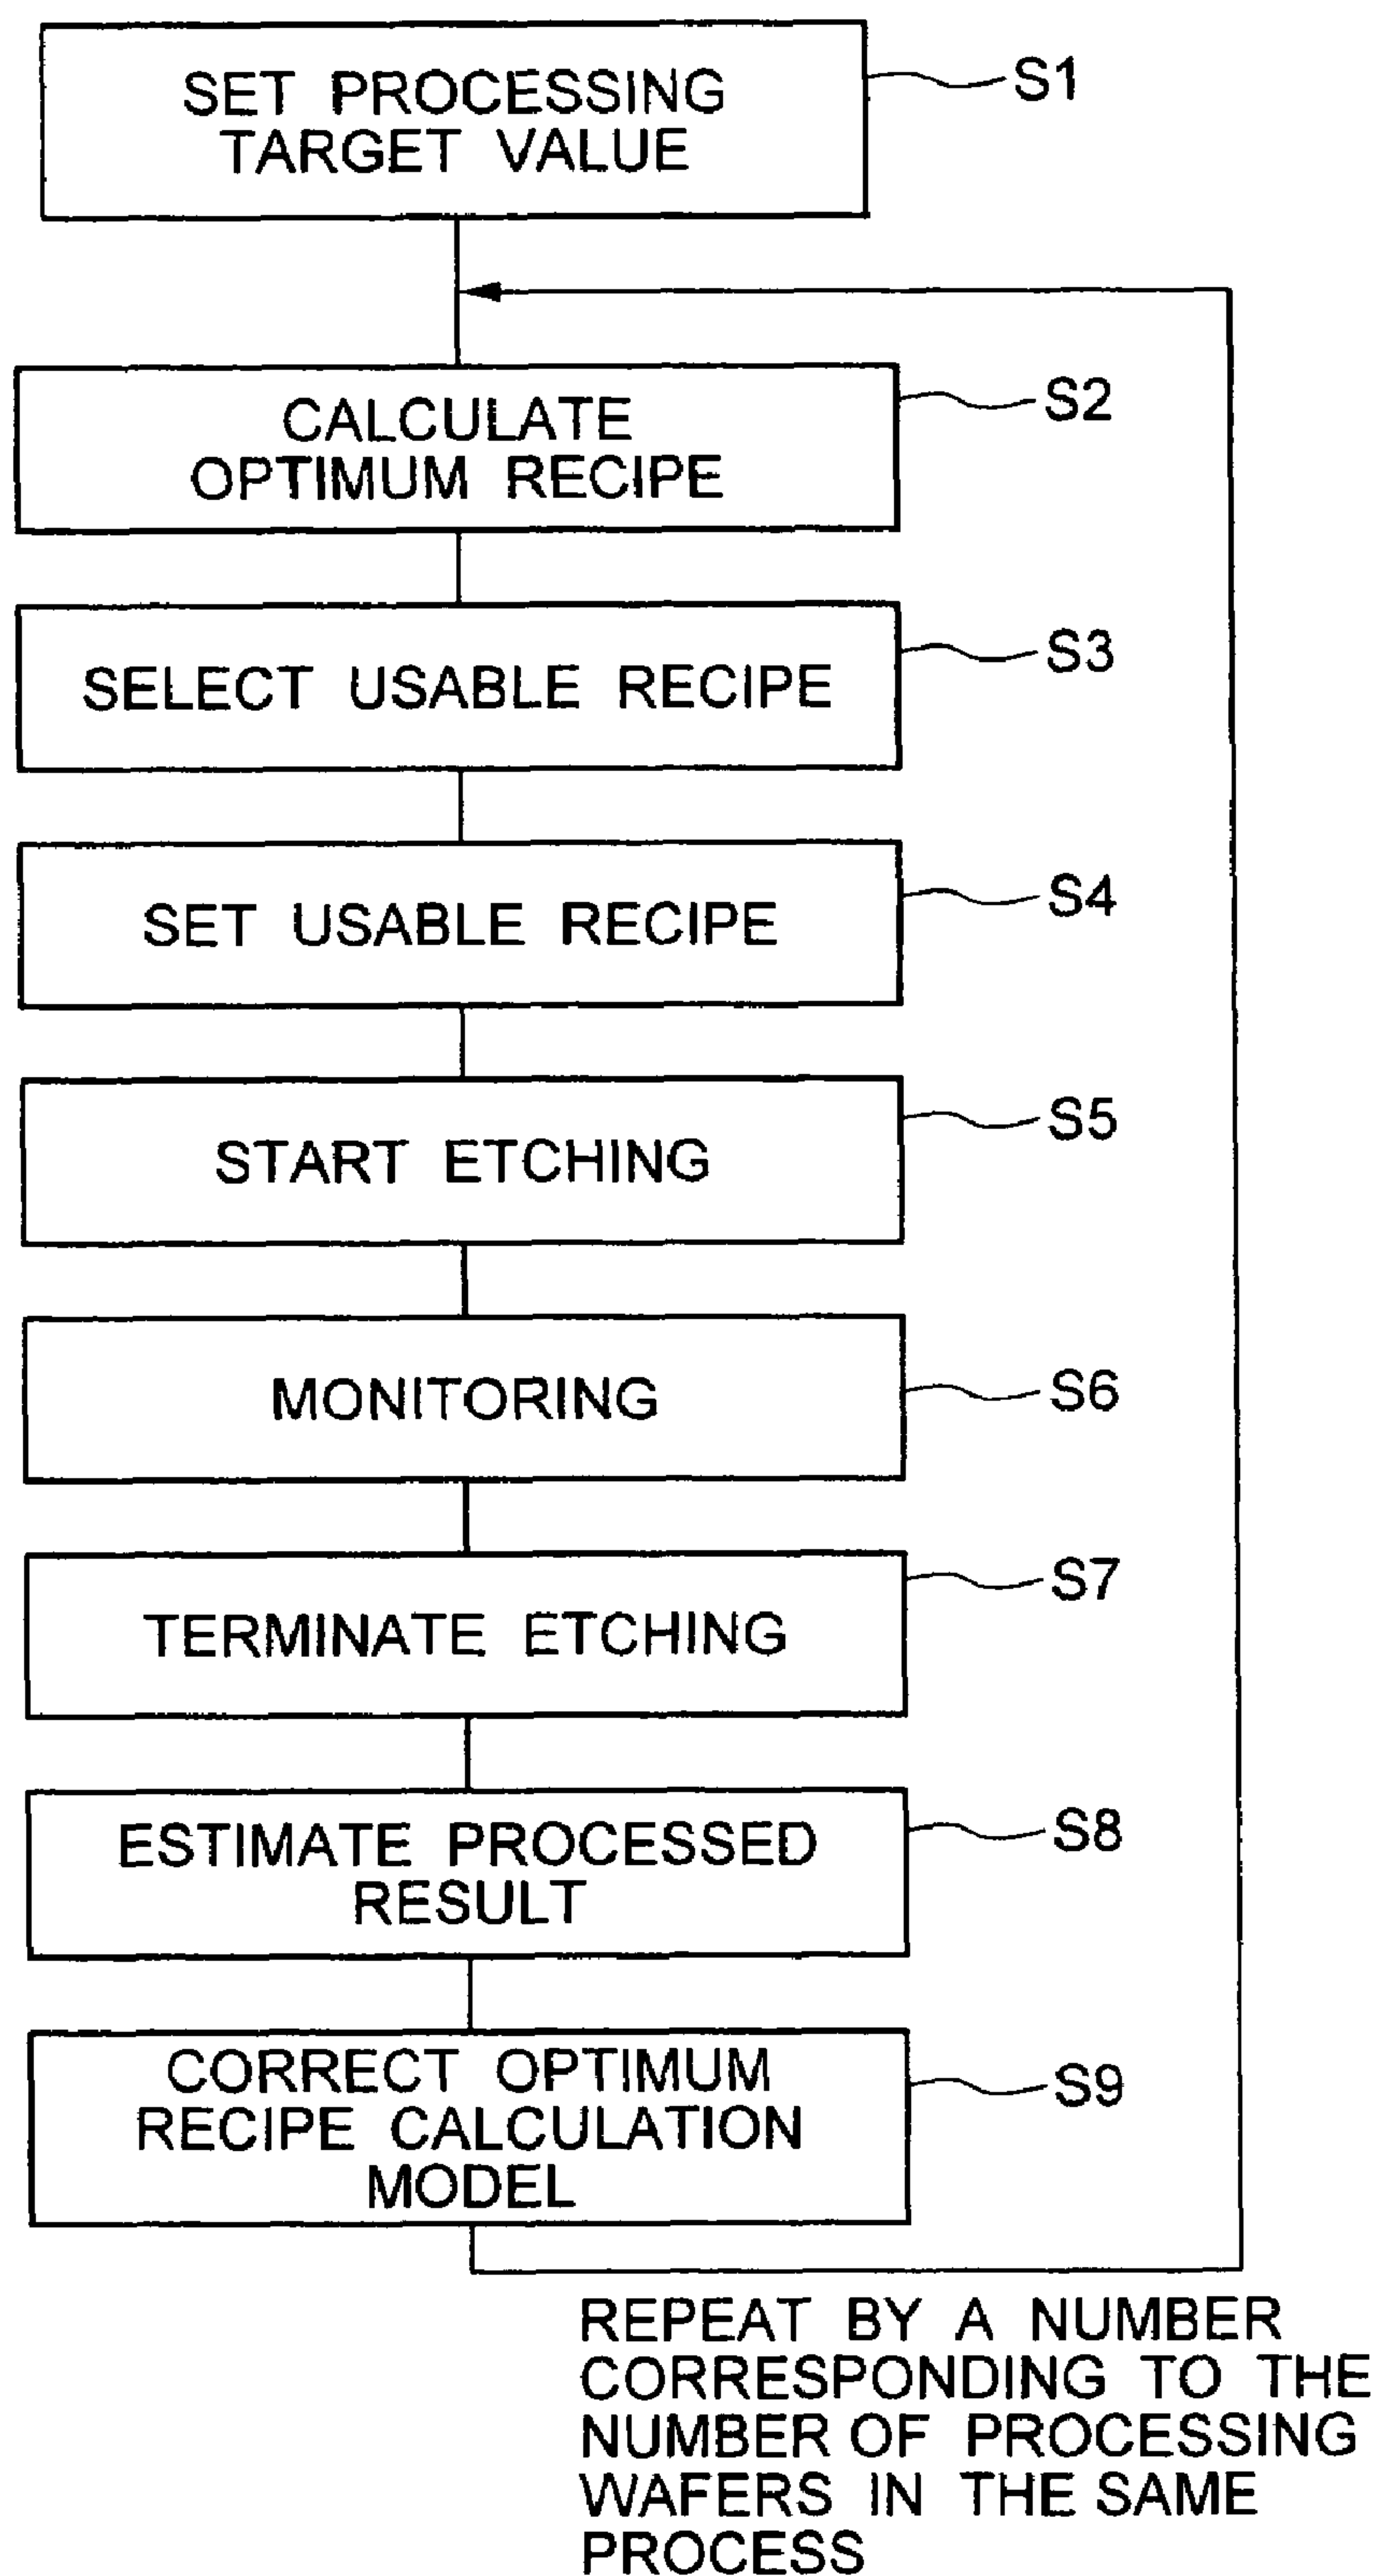 SET PROCESSING
TARGET VALUE
S1
CALCULATE
OPTIMUM RECIPE
S2
SELECT USABLE RECIPE
S3
SET USABLE RECIPE
S4
START ETCHING
S5
MONITORING
S6
TERMINATE ETCHING
S7
ESTIMATE PROCESSED
RESULT
S8
CORRECT OPTIMUM
RECIPE CALCULATION
MODEL
S9
REPEAT BY A NUMBER
CORRESPONDING TO THE
NUMBER OF PROCESSING
WAFERS IN THE SAME
PROCESS